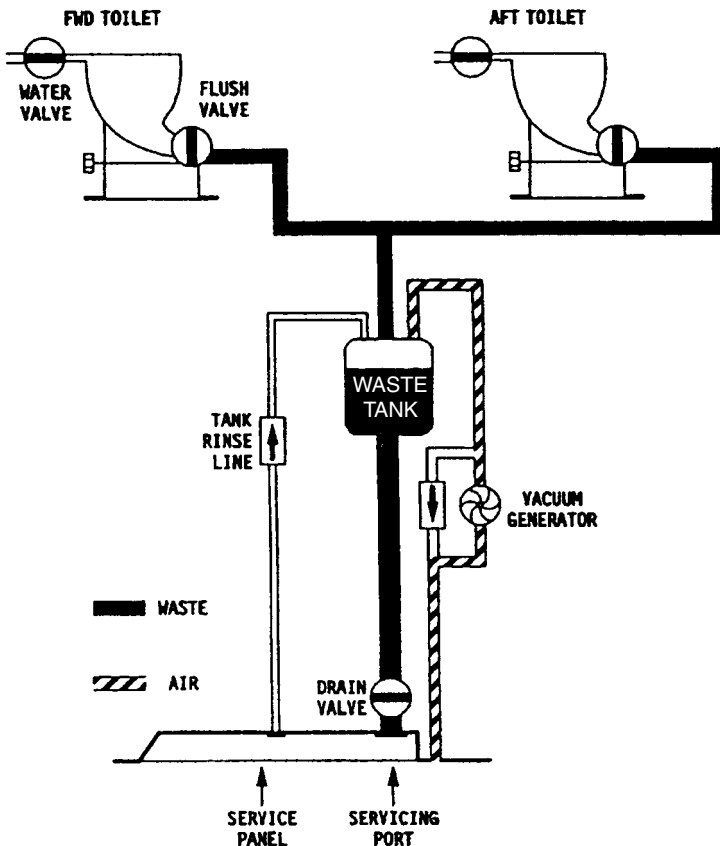 FWD TOILET
AFT TOILET
WATER
VALVE
FLUSH
VALVE
WASTE
TANK
TANK
RINSE
LINE
VACUUM
GENERATOR
WASTE
AIR
DRAIN
VALVE
SERVICE
PANEL
SERVICING
PORT